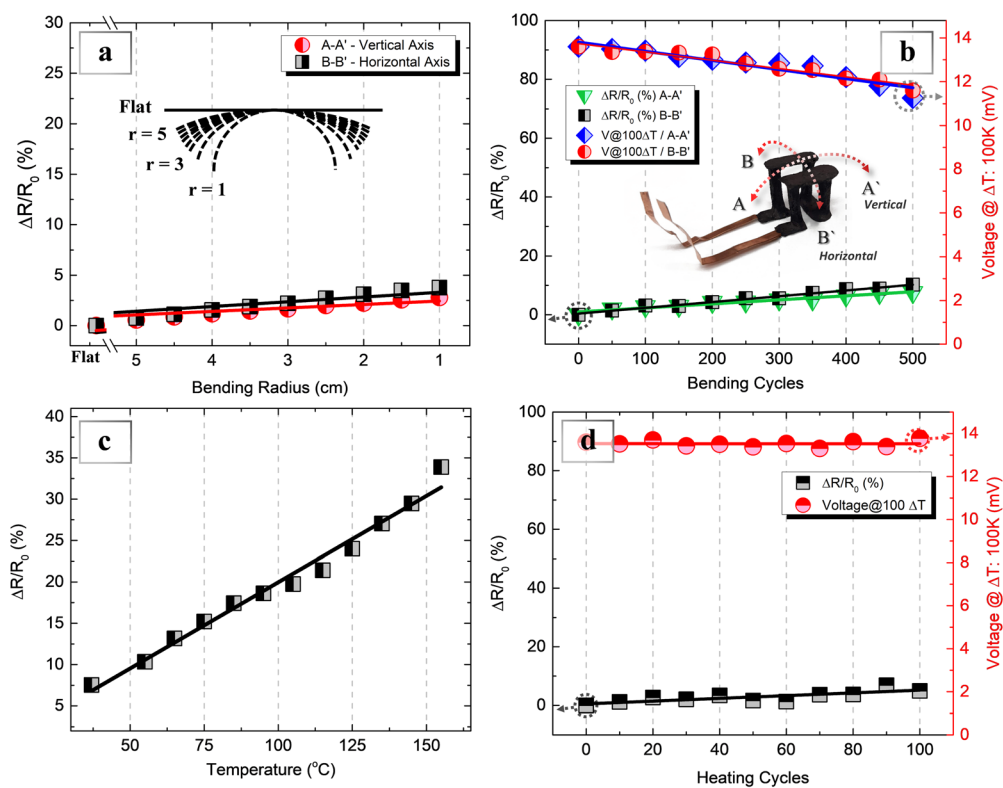 a
A-A' - Vertical Axis
B-B' - Horizontal Axis
Flat
r = 5
r = 3
r = 1
ΔR/R0 (%)
30
25
20
15
10
5
0
Flat
5
4
3
2
1
Bending Radius (cm)
b
ΔR/R0 (%) A-A'
ΔR/R0 (%) B-B'
V@100ΔT / A-A'
V@100ΔT / B-B'
B
A`
A
Vertical
B`
Horizontal
ΔR/R0 (%)
100
80
60
40
20
0
14
12
10
8
6
4
2
0
Voltage @ ΔT: 100K (mV)
0
100
200
300
400
500
Bending Cycles
c
ΔR/R0 (%)
40
35
30
25
20
15
10
5
50
75
100
125
150
Temperature (oC)
d
ΔR/R0 (%)
Voltage@100 ΔT
ΔR/R0 (%)
100
80
60
40
20
0
14
12
10
8
6
4
2
0
Voltage @ ΔT: 100K (mV)
0
20
40
60
80
100
Heating Cycles